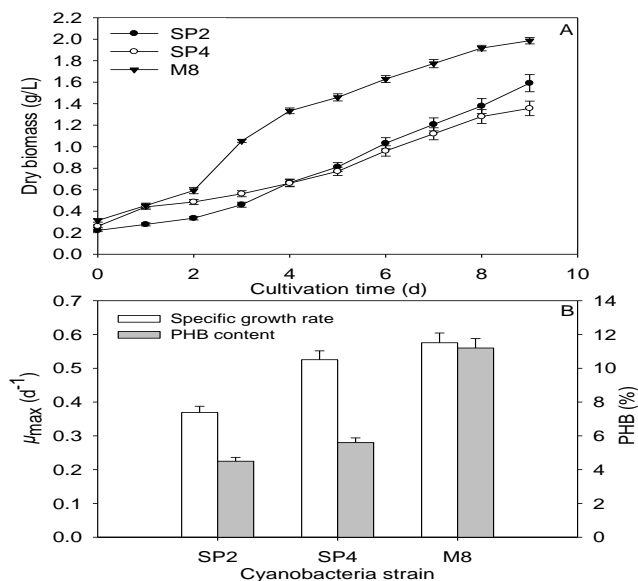 A
SP2
SP4
M8
Dry biomass (g/L)
2.2
2.0
1.8
1.6
1.4
1.2
1.0
0.8
0.6
0.4
0.2
0.0
0 2 4 6 8 10
Cultivation time (d)
B
Specific growth rate
PHB content
μmax (d-1)
0.7
0.6
0.5
0.4
0.3
0.2
0.1
0.0
14
12
10
8
6
4
2
0
PHB (%)
SP2 SP4 M8
Cyanobacteria strain